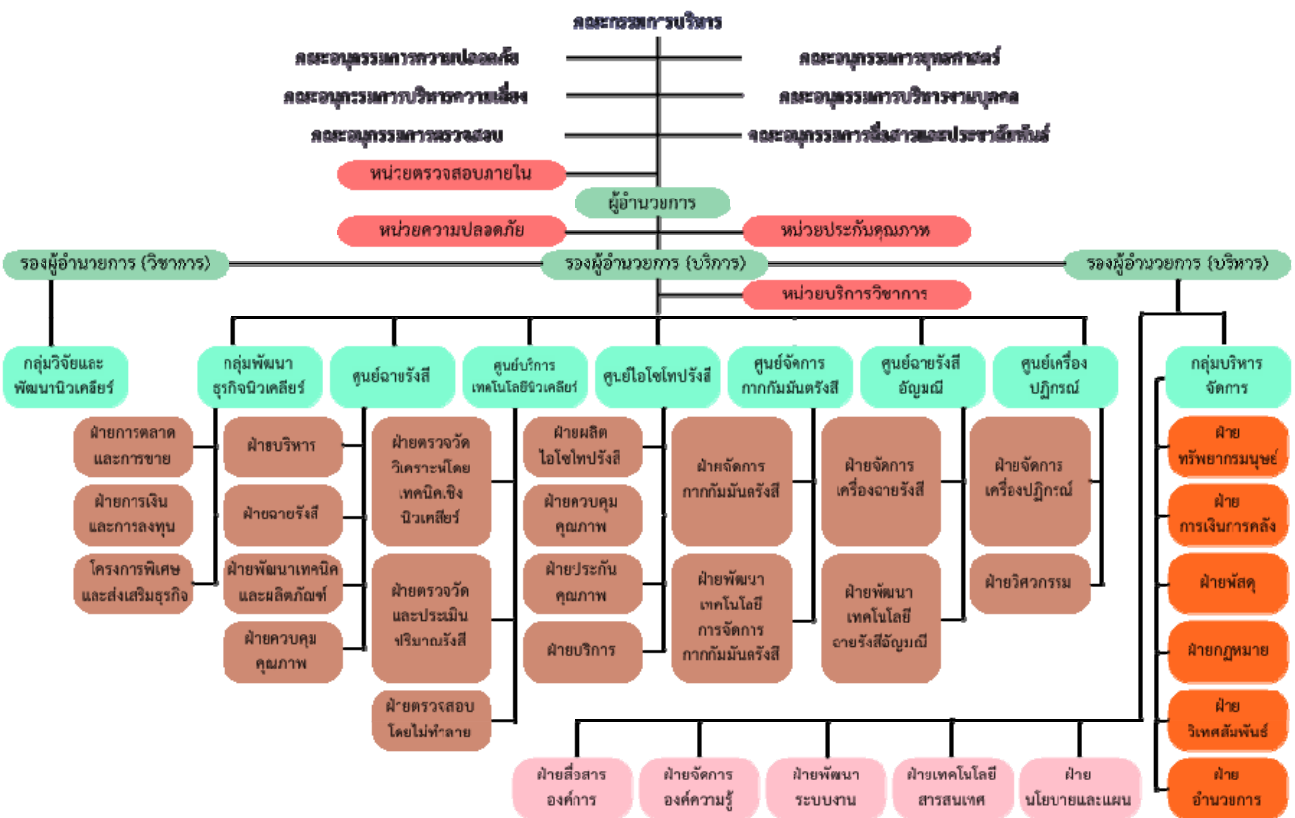 คณะกรรมการบริหาร
คณะอนุกรรมการความปลอดภัย
คณะอนุกรรมการยุทธศาสตร์
คณะอนุกรรมการบริหารความเสี่ยง
คณะอนุกรรมการบริหารงานบุคคล
คณะอนุกรรมการตรวจสอบ
คณะอนุกรรมการสื่อสารและประชาสัมพันธ์
หน่วยตรวจสอบภายใน
ผู้อำนวยการ
หน่วยความปลอดภัย
หน่วยประกันคุณภาพ
รองผู้อำนวยการ (วิชาการ)
รองผู้อำนวยการ (บริการ)
รองผู้อำนวยการ (บริหาร)
หน่วยบริการวิชาการ
กลุ่มวิจัยและ
พัฒนานิวเคลียร์
กลุ่มพัฒนา
ธุรกิจนิวเคลียร์
ศูนย์ฉายรังสี
ศูนย์บริการ
เทคโนโลยีนิวเคลียร์
ศูนย์ไอโซโทปรังสี
ศูนย์จัดการ
กากกัมมันตรังสี
ศูนย์ฉายรังสี
อัญมณี
ศูนย์เครื่อง
ปฏิกรณ์
กลุ่มบริหาร
จัดการ
ฝ่ายการตลาด
และการขาย
ฝ่ายการเงิน
และการลงทุน
โครงการพิเศษ
และส่งเสริมธุรกิจ
ฝ่ายบริหาร
ฝ่ายฉายรังสี
ฝ่ายพัฒนาเทคนิค
และผลิตภัณฑ์
ฝ่ายควบคุม
คุณภาพ
ฝ่ายตรวจวัด
วิเคราะห์โดย
เทคนิคเชิง
นิวเคลียร์
ฝ่ายตรวจวัด
และประเมิน
ปริมาณรังสี
ฝ่ายตรวจสอบ
โดยไม่ทำลาย
ฝ่ายผลิต
ไอโซโทปรังสี
ฝ่ายควบคุม
คุณภาพ
ฝ่ายประกัน
คุณภาพ
ฝ่ายบริการ
ฝ่ายจัดการ
กากกัมมันตรังสี
ฝ่ายพัฒนา
เทคโนโลยี
การจัดการ
กากกัมมันตรังสี
ฝ่ายจัดการ
เครื่องฉายรังสี
ฝ่ายพัฒนา
เทคโนโลยี
ฉายรังสีอัญมณี
ฝ่ายจัดการ
เครื่องปฏิกรณ์
ฝ่ายวิศวกรรม
ฝ่าย
ทรัพยากรมนุษย์
ฝ่าย
การเงินการคลัง
ฝ่ายพัสดุ
ฝ่ายกฎหมาย
ฝ่าย
วิเทศสัมพันธ์
ฝ่าย
อำนวยการ
ฝ่ายสื่อสาร
องค์การ
ฝ่ายจัดการ
องค์ความรู้
ฝ่ายพัฒนา
ระบบงาน
ฝ่ายเทคโนโลยี
สารสนเทศ
ฝ่าย
นโยบายและแผน